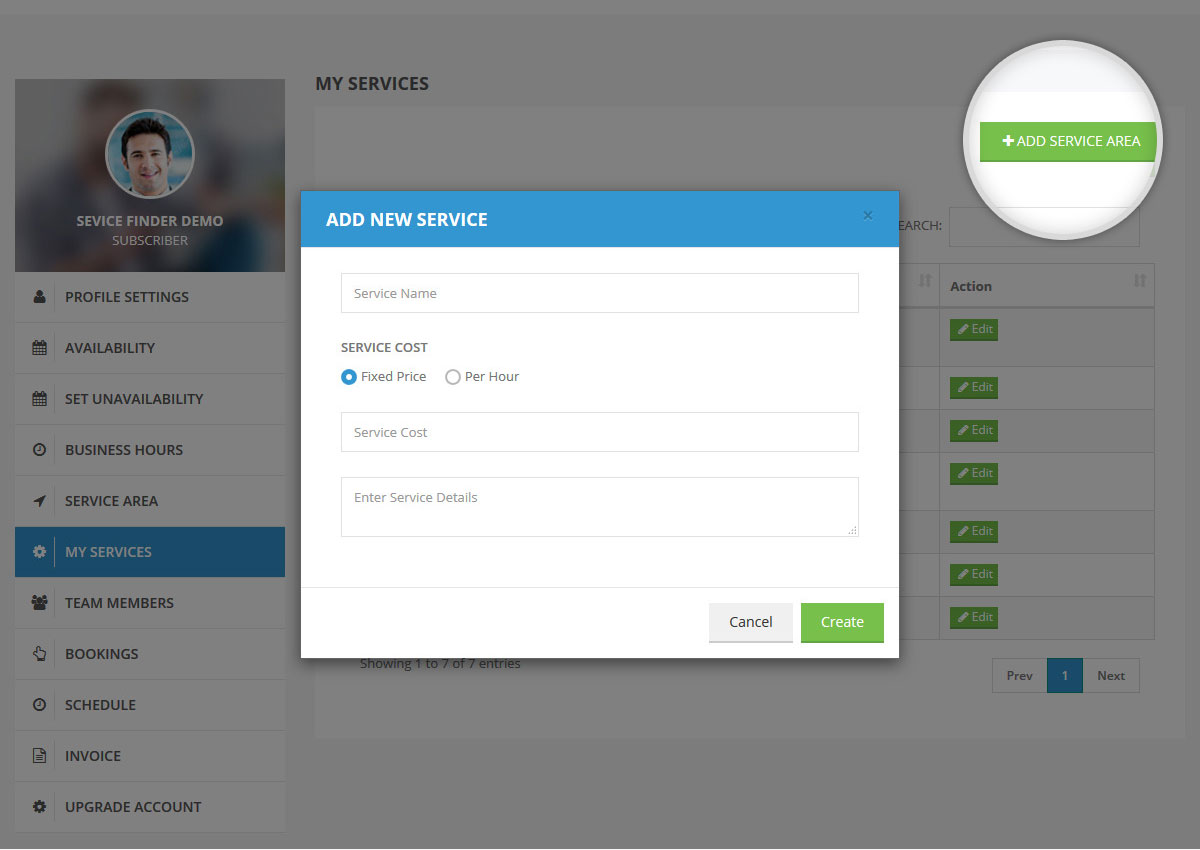 MY SERVICES
+ADD SERVICE AREA
SEVICE FINDER DEMO
SUBSCRIBER
PROFILE SETTINGS
AVAILABILITY
SET UNAVAILABILITY
BUSINESS HOURS
SERVICE AREA
MY SERVICES
TEAM MEMBERS
BOOKINGS
SCHEDULE
INVOICE
UPGRADE ACCOUNT
ADD NEW SERVICE ×
Service Name
SERVICE COST
Fixed Price Per Hour
Service Cost
Enter Service Details
Cancel Create
EARCH:
Action
Edit
Edit
Edit
Edit
Edit
Edit
Edit
Showing 1 to 7 of 7 entries
Prev 1 Next